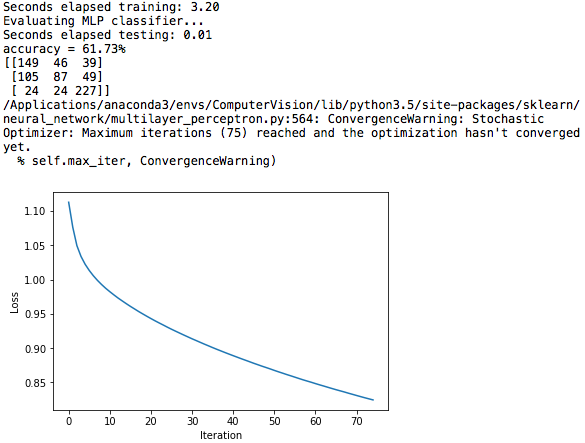 Seconds elapsed training: 3.20
Evaluating MLP classifier...
Seconds elapsed testing: 0.01
accuracy = 61.73%
[[149  46  39]
 [105  87  49]
 [ 24  24 227]]
/Applications/anaconda3/envs/ComputerVision/lib/python3.5/site-packages/sklearn/
neural_network/multilayer_perceptron.py:564: ConvergenceWarning: Stochastic
Optimizer: Maximum iterations (75) reached and the optimization hasn't converged
yet.
  % self.max_iter, ConvergenceWarning)
1.10
1.05
1.00
0.95
0.90
0.85
Loss
0 10 20 30 40 50 60 70
Iteration